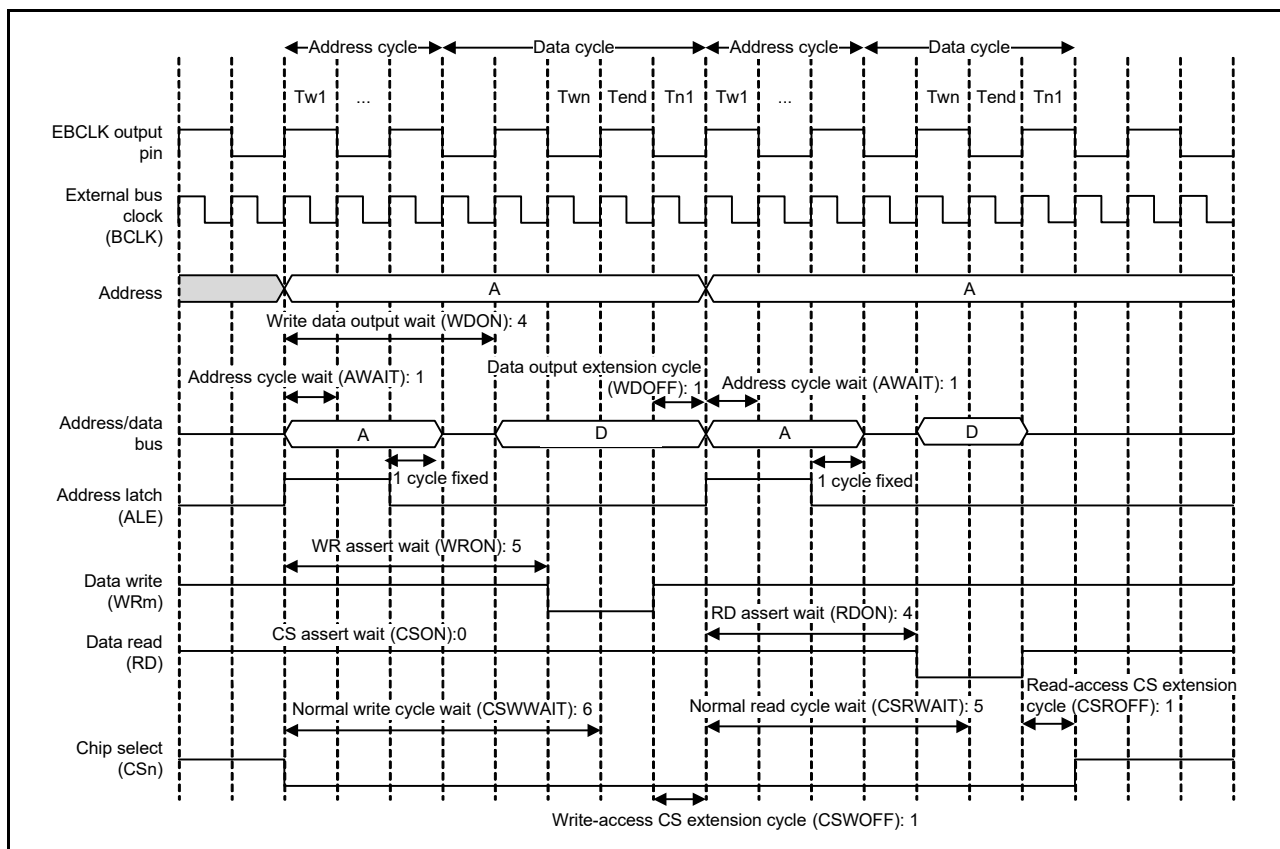 Address cycle
Data cycle
Address cycle
Data cycle
Tw1
...
Twn
Tend
Tn1
Tw1
...
Twn
Tend
Tn1
EBCLK output
pin
External bus
clock
(BCLK)
Address
A
A
Write data output wait (WDON): 4
Data output extension cycle
(WDOFF): 1
Address cycle wait (AWAIT): 1
Address cycle wait (AWAIT): 1
Address/data
bus
A
D
A
D
1 cycle fixed
1 cycle fixed
Address latch
(ALE)
WR assert wait (WRON): 5
Data write
(WRm)
RD assert wait (RDON): 4
CS assert wait (CSON):0
Data read
(RD)
Read-access CS extension
cycle (CSROFF): 1
Normal write cycle wait (CSWWAIT): 6
Normal read cycle wait (CSRWAIT): 5
Chip select
(CSn)
Write-access CS extension cycle (CSWOFF): 1